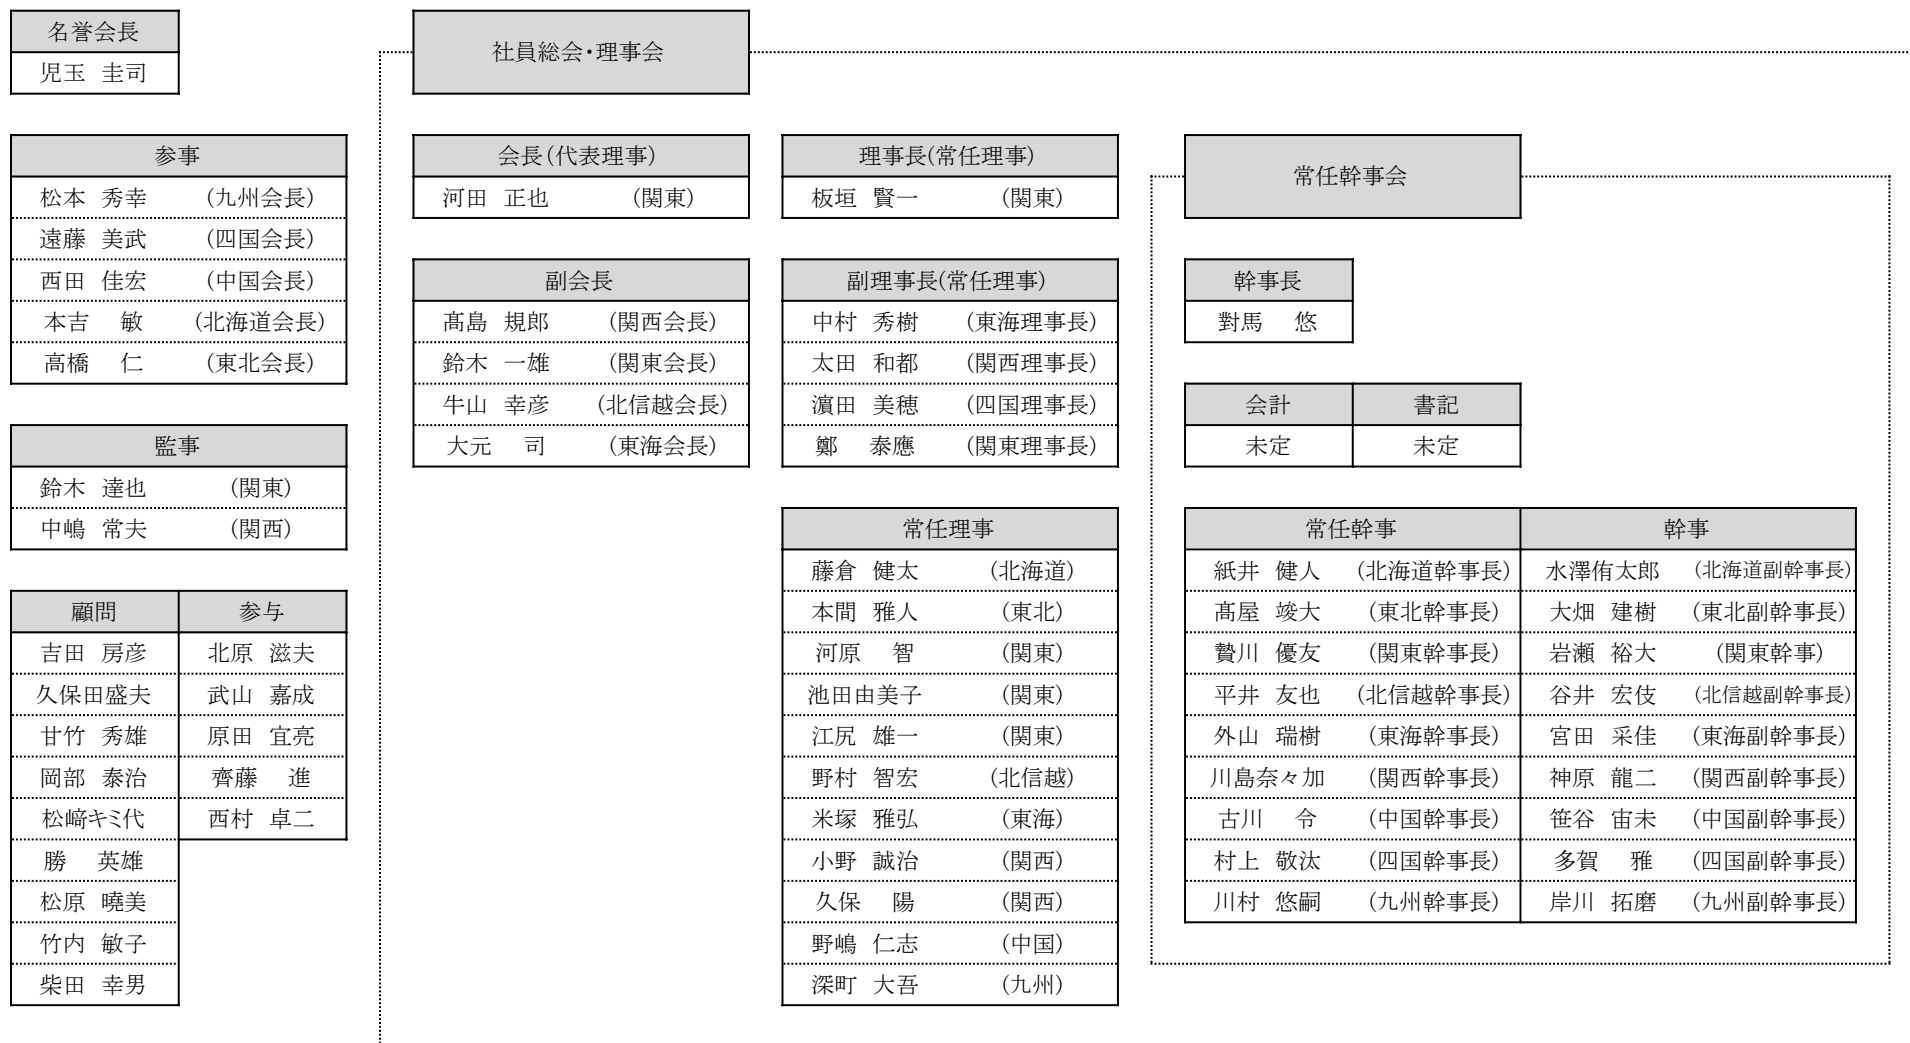 名誉会長
児玉 圭司
参事
松本 秀幸 (九州会長)
遠藤 美武 (四国会長)
西田 佳宏 (中国会長)
本吉 敏 (北海道会長)
高橋 仁 (東北会長)
監事
鈴木 達也 (関東)
中嶋 常夫 (関西)
顧問 参与
吉田 房彦 北原 滋夫
久保田盛夫 武山 嘉成
甘竹 秀雄 原田 宜亮
岡部 泰治 齊藤 進
松﨑キミ代 西村 卓二
勝 英雄
松原 曉美
竹内 敏子
柴田 幸男
社員総会・理事会
会長(代表理事)
河田 正也 (関東)
副会長
髙島 規郎 (関西会長)
鈴木 一雄 (関東会長)
牛山 幸彦 (北信越会長)
大元 司 (東海会長)
理事長(常任理事)
板垣 賢一 (関東)
副理事長(常任理事)
中村 秀樹 (東海理事長)
太田 和都 (関西理事長)
濵田 美穂 (四国理事長)
鄭 泰應 (関東理事長)
常任理事
藤倉 健太 (北海道)
本間 雅人 (東北)
河原 智 (関東)
池田由美子 (関東)
江尻 雄一 (関東)
野村 智宏 (北信越)
米塚 雅弘 (東海)
小野 誠治 (関西)
久保 陽 (関西)
野嶋 仁志 (中国)
深町 大吾 (九州)
常任幹事会
幹事長
對馬 悠
会計 書記
未定 未定
常任幹事 幹事
紙井 健人 (北海道幹事長) 水澤侑太郎 (北海道副幹事長)
髙屋 竣大 (東北幹事長) 大畑 建樹 (東北副幹事長)
贄川 優友 (関東幹事長) 岩瀬 裕大 (関東幹事)
平井 友也 (北信越幹事長) 谷井 宏伎 (北信越副幹事長)
外山 瑞樹 (東海幹事長) 宮田 采佳 (東海副幹事長)
川島奈々加 (関西幹事長) 神原 龍二 (関西副幹事長)
古川 令 (中国幹事長) 笹谷 宙未 (中国副幹事長)
村上 敬汰 (四国幹事長) 多賀 雅 (四国副幹事長)
川村 悠嗣 (九州幹事長) 岸川 拓磨 (九州副幹事長)